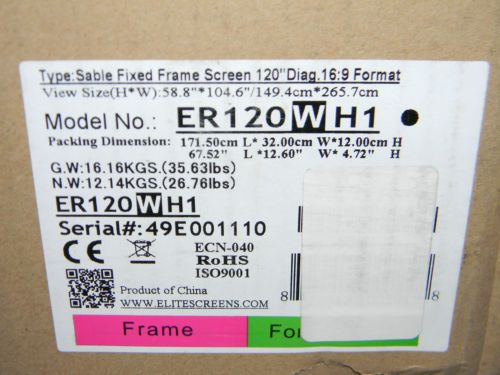 Type:Sable Fixed Frame Screen 120"Diag.16:9 Format
View Size(H*W):58.8"*104.6"/149.4cm*265.7cm
Model No.: ER120WH1
Packing Dimension: 171.50cm L* 32.00cm W*12.00cm H
67.52" L *12.60" W* 4.72" H
G.W:16.16KGS.(35.63lbs)
N.W:12.14KGS.(26.76lbs)
ER120WH1
Serial#:49E001110
CE
ECN-040
RoHS
ISO9001
Product of China
WWW.ELITESCREENS.COM
8 8
Frame